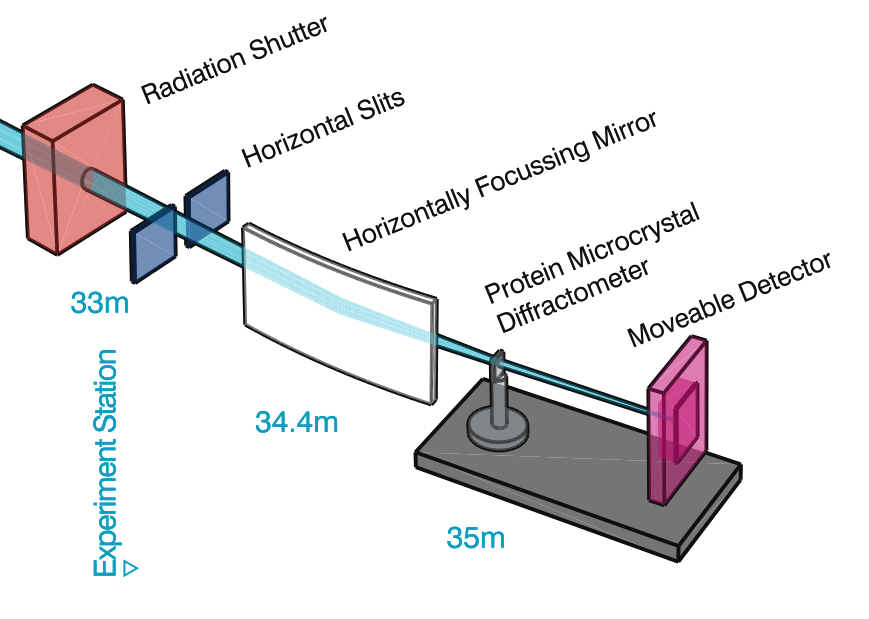 Radiation Shutter
Horizontal Slits
Horizontally Focussing Mirror
Protein Microcrystal
Diffractometer
Moveable Detector
33m
34.4m
35m
Experiment Station